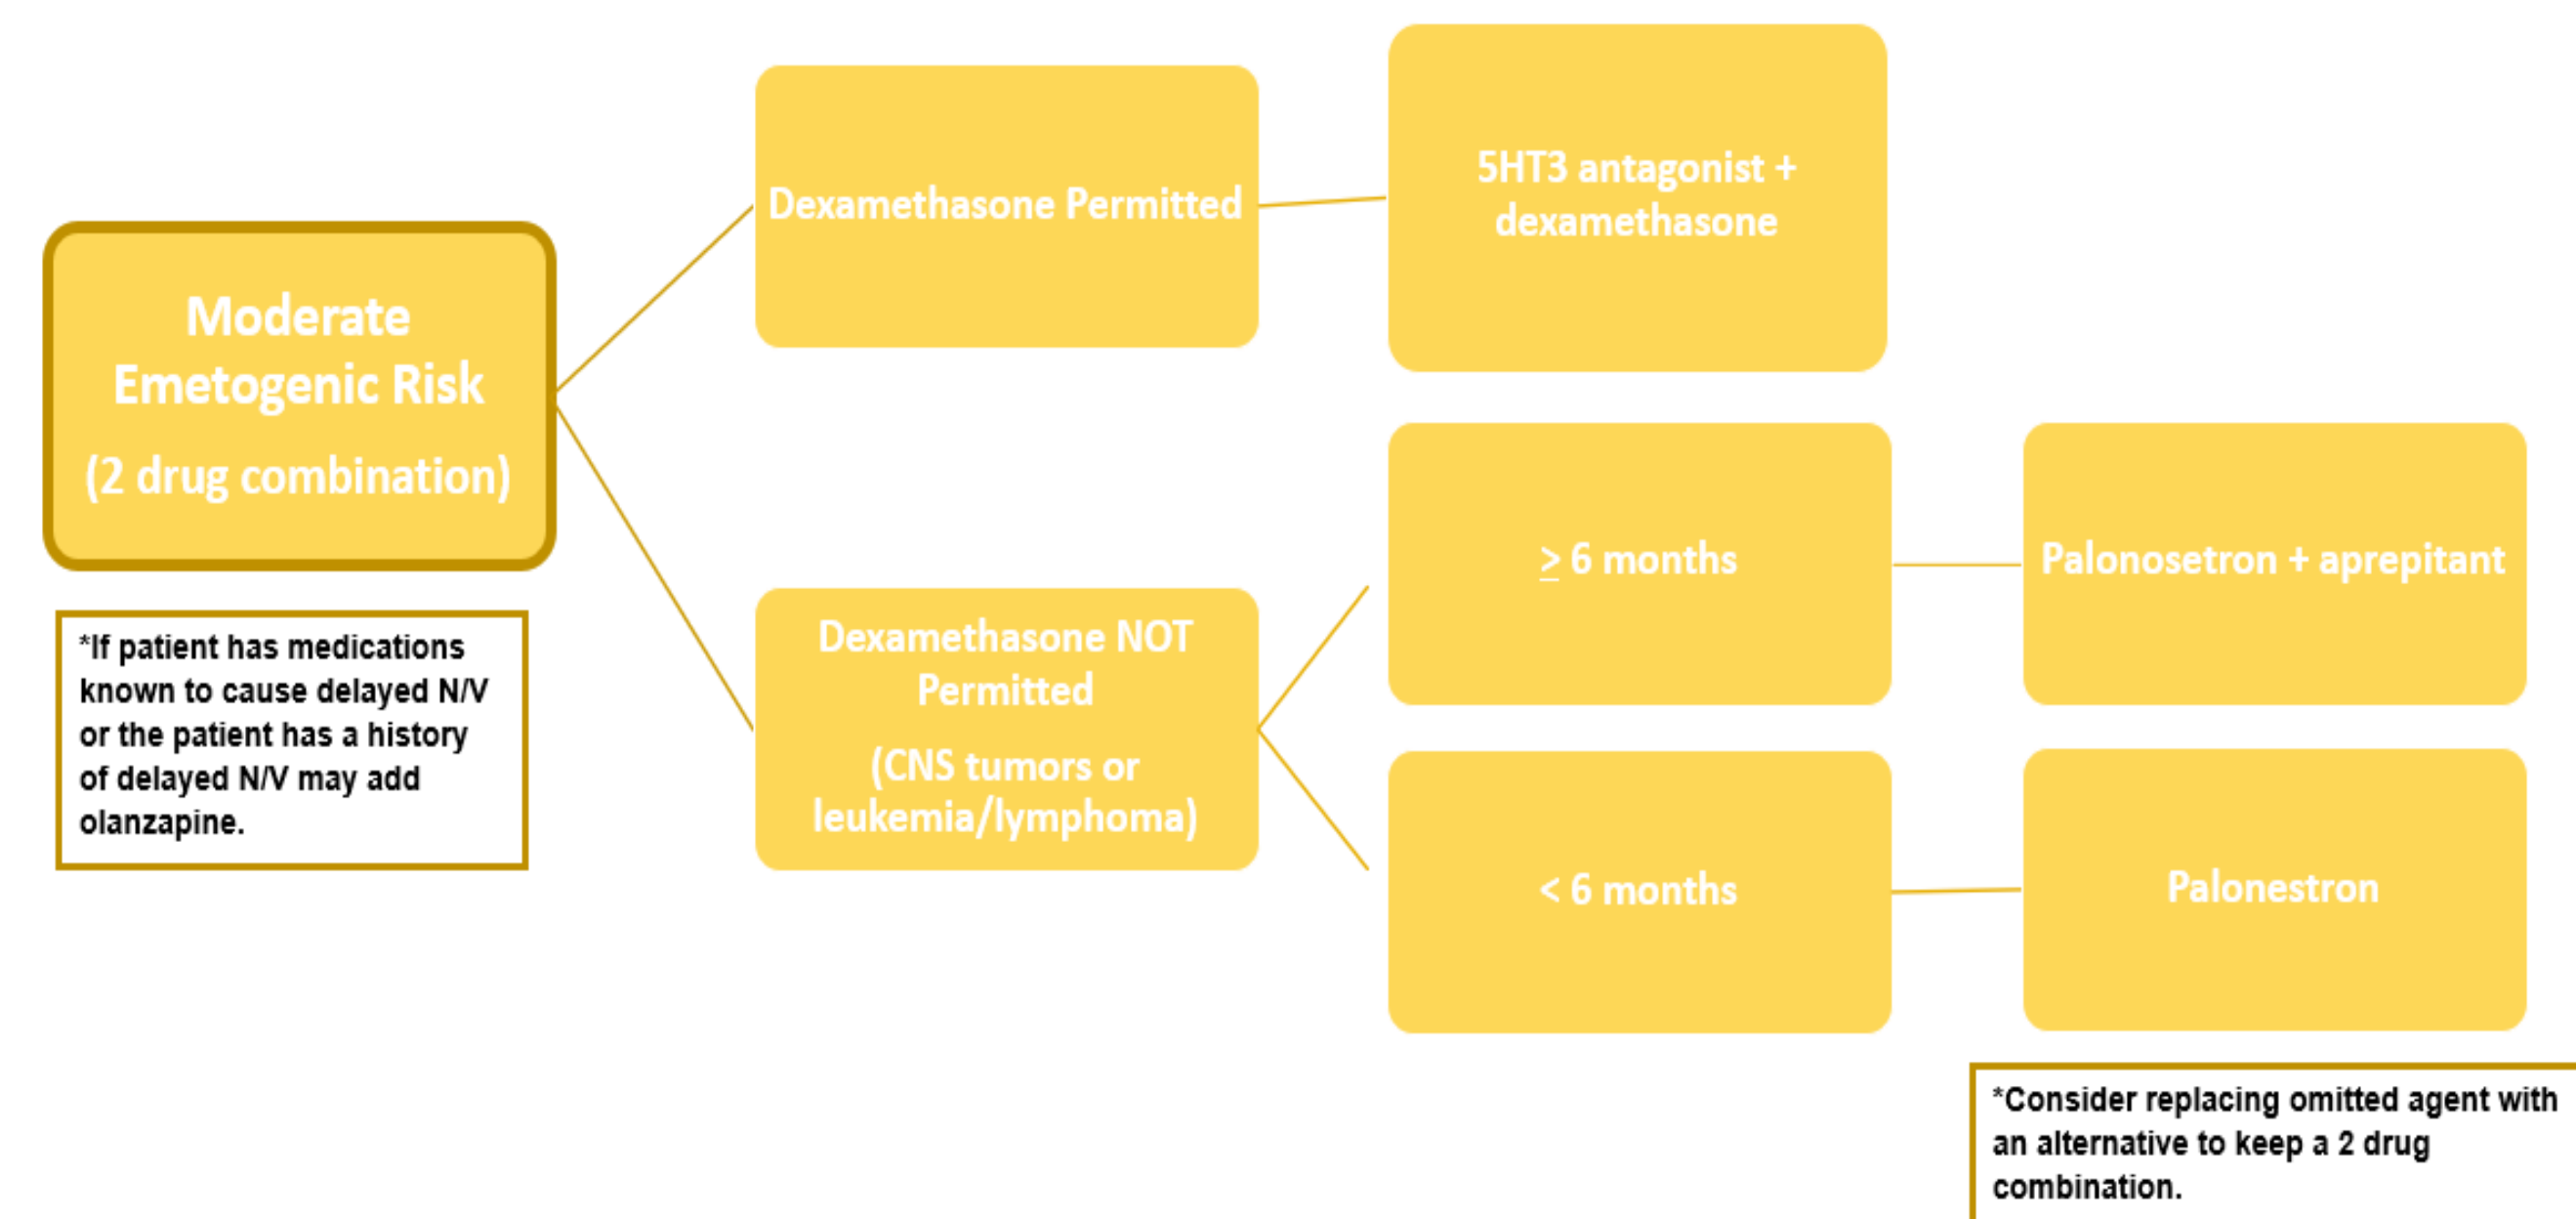 Moderate
Emetogenic Risk
(2 drug combination)
*If patient has medications
known to cause delayed N/V
or the patient has a history
of delayed N/V may add
olanzapine.
Dexamethasone Permitted
5HT3 antagonist +
dexamethasone
Dexamethasone NOT
Permitted
(CNS tumors or
leukemia/lymphoma)
≥ 6 months
Palonosetron + aprepitant
< 6 months
Palonestron
*Consider replacing omitted agent with
an alternative to keep a 2 drug
combination.